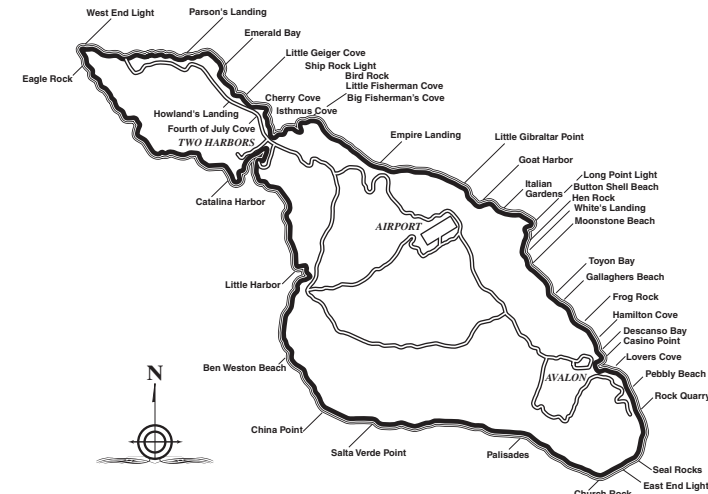 West End Light
Parson's Landing
Emerald Bay
Little Geiger Cove
Ship Rock Light
Bird Rock
Little Fisherman Cove
Big Fisherman's Cove
Eagle Rock
Cherry Cove
Isthmus Cove
Howland's Landing
Fourth of July Cove
TWO HARBORS
Empire Landing
Little Gibraltar Point
Goat Harbor
Italian
Gardens
Long Point Light
Button Shell Beach
Hen Rock
White's Landing
Moonstone Beach
Catalina Harbor
AIRPORT
Toyon Bay
Gallaghers Beach
Little Harbor
Frog Rock
Hamilton Cove
Descanso Bay
Casino Point
Lovers Cove
Ben Weston Beach
AVALON
Pebbly Beach
Rock Quarry
N
China Point
Salta Verde Point
Palisades
Seal Rocks
East End Light
Church Rock